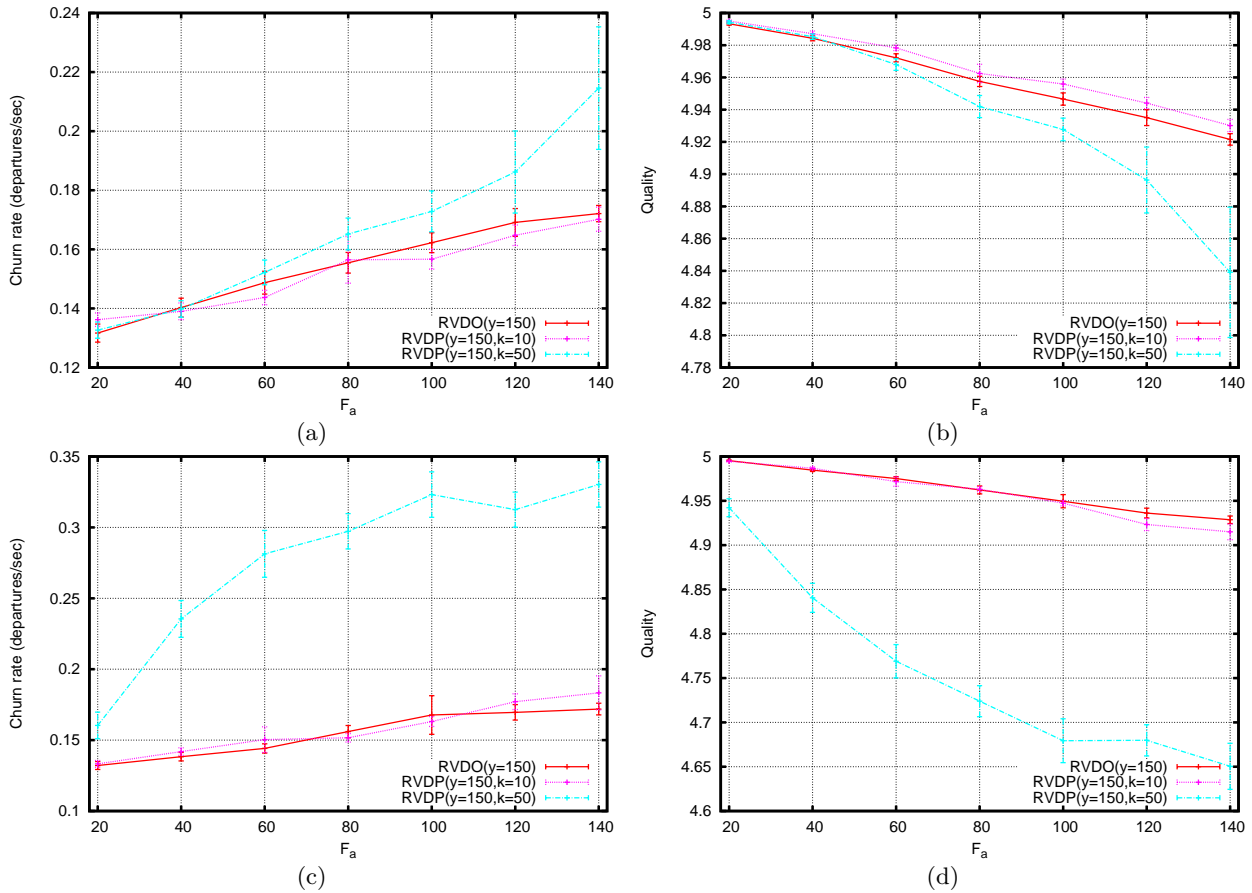 0.24
0.22
0.2
0.18
0.16
0.14
0.12
Churn rate (departures/sec)
RVDO(y=150)
RVDP(y=150,k=10)
RVDP(y=150,k=50)
20 40 60 80 100 120 140
Fa
(a)
5
4.98
4.96
4.94
4.92
4.9
4.88
4.86
4.84
4.82
4.8
4.78
Quality
RVDO(y=150)
RVDP(y=150,k=10)
RVDP(y=150,k=50)
20 40 60 80 100 120 140
Fa
(b)
0.35
0.3
0.25
0.2
0.15
0.1
Churn rate (departures/sec)
RVDO(y=150)
RVDP(y=150,k=10)
RVDP(y=150,k=50)
20 40 60 80 100 120 140
Fa
(c)
5
4.95
4.9
4.85
4.8
4.75
4.7
4.65
4.6
Quality
RVDO(y=150)
RVDP(y=150,k=10)
RVDP(y=150,k=50)
20 40 60 80 100 120 140
Fa
(d)